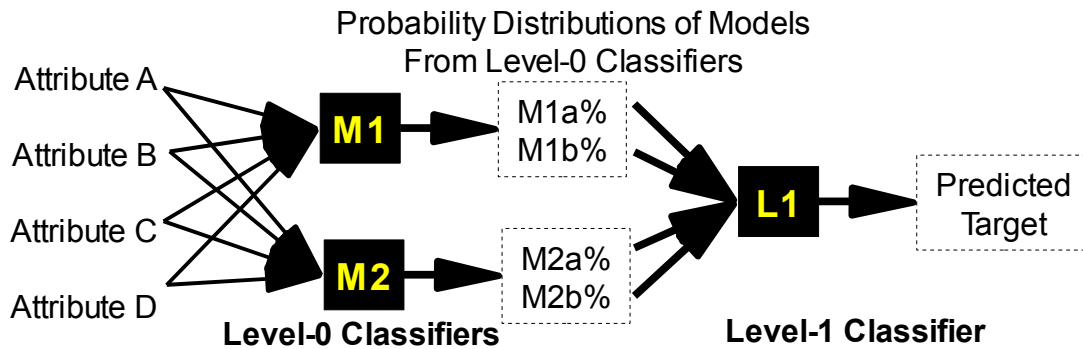 Probability Distributions of Models
From Level-0 Classifiers
Attribute A
Attribute B
Attribute C
Attribute D
M1
M2
Level-0 Classifiers
M1a%
M1b%
M2a%
M2b%
L1
Level-1 Classifier
Predicted
Target